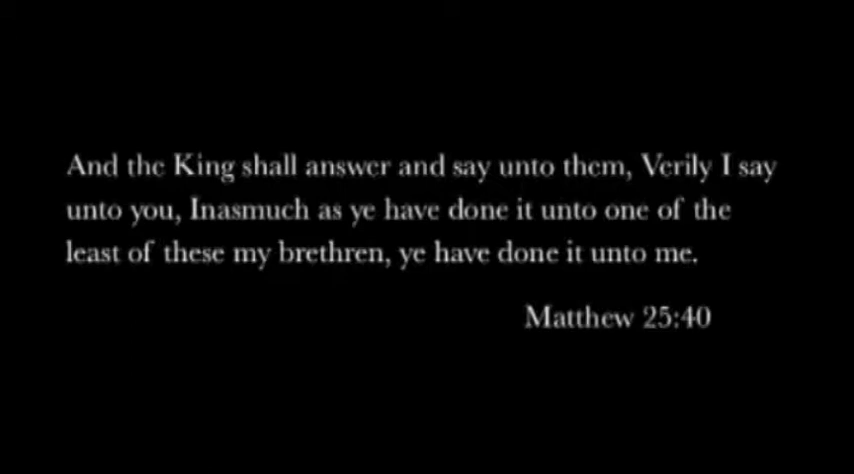 And the King shall answer and say unto them, Verily I say
unto you, Inasmuch as ye have done it unto one of the
least of these my brethren, ye have done it unto me.
Matthew 25:40